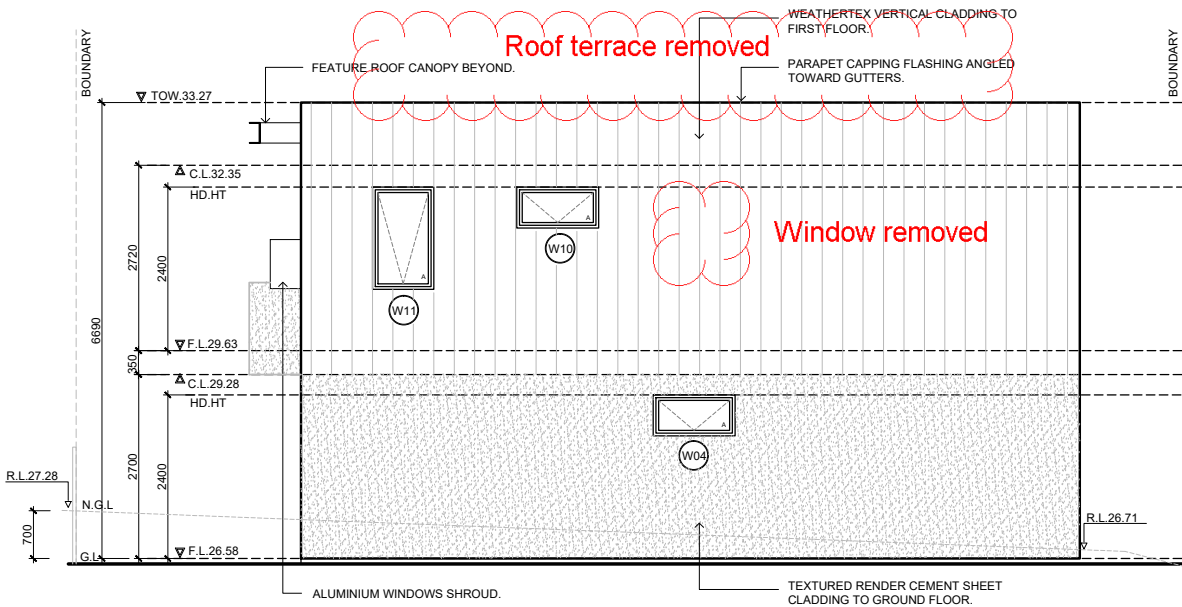 WEATHERTEX VERTICAL CLADDING TO
FIRST FLOOR.
Roof terrace removed
BOUNDARY
BOUNDARY
FEATURE ROOF CANOPY BEYOND.
PARAPET CAPPING FLASHING ANGLED
TOWARD GUTTERS.
TOW.33.27
C.L.32.35
HD.HT
Window removed
W10
A
A
W11
2720
2400
6690
F.L.29.63
350
C.L.29.28
HD.HT
A
W04
2700
2400
R.L.27.28
N.G.L
700
R.L.26.71
F.L.26.58
G.L
ALUMINIUM WINDOWS SHROUD.
TEXTURED RENDER CEMENT SHEET
CLADDING TO GROUND FLOOR.